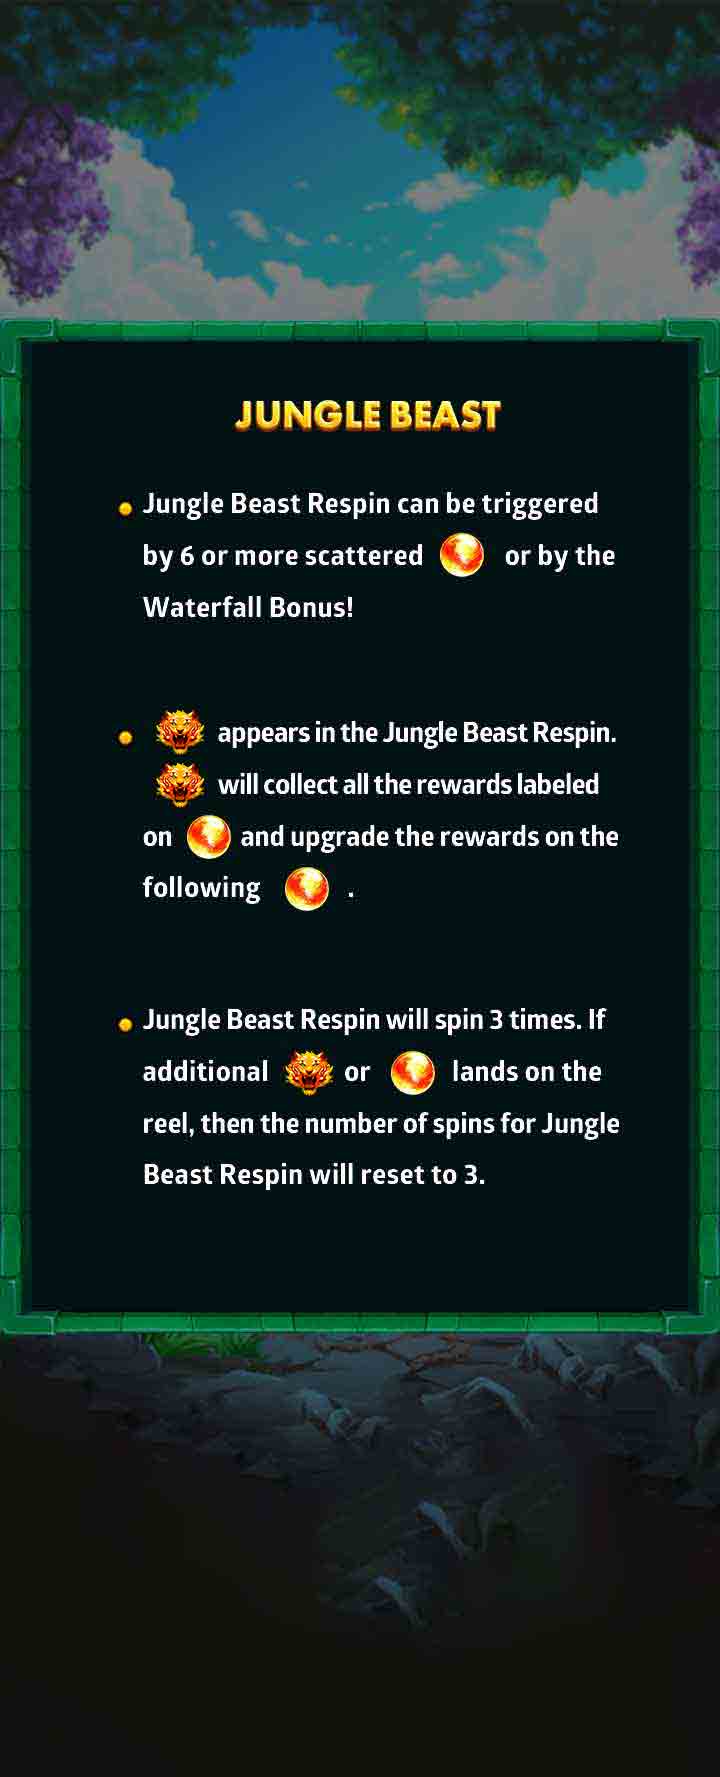 JUNGLE BEAST
Jungle Beast Respin can be triggered
by 6 or more scattered or by the
Waterfall Bonus!
appears in the Jungle Beast Respin.
will collect all the rewards labeled
on and upgrade the rewards on the
following .
Jungle Beast Respin will spin 3 times. If
additional or lands on the
reel, then the number of spins for Jungle
Beast Respin will reset to 3.